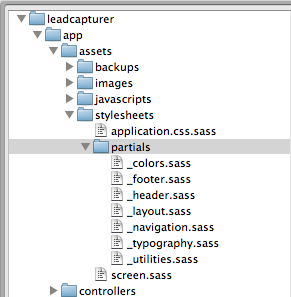 leadcapturer
app
assets
backups
images
javascripts
stylesheets
application.css.sass
partials
_colors.sass
_footer.sass
_header.sass
_layout.sass
_navigation.sass
_typography.sass
_utilities.sass
screen.sass
controllers